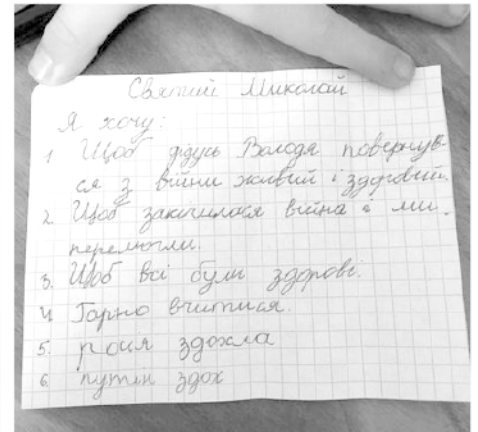 Святий Миколай
Я хочу:
1 Щоб дідусь Володя повернув-
ся з війни живий і здоровий.
2. Щоб закінчилася війна і ми
перемогли.
3. Щоб всі були здорові.
4 Гарно вчитися.
5. росія здохла
6. путін здох